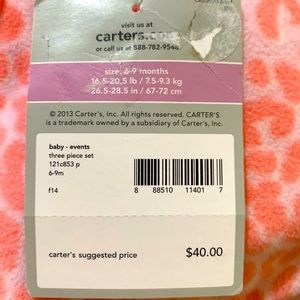 visit us at
carters.com
or call us at 888-782-9548
size: 6-9 months
16.5-20.5 lb / 7.5-9.3 kg
26.5-28.5 in / 67-72 cm
© 2013 Carter's, Inc. All rights reserved. CARTER'S
is a trademark owned by a subsidiary of Carter's, Inc.
baby - events
three piece set
121c853 p
6-9m
f14
8 88510 11401 7
carter's suggested price
$40.00